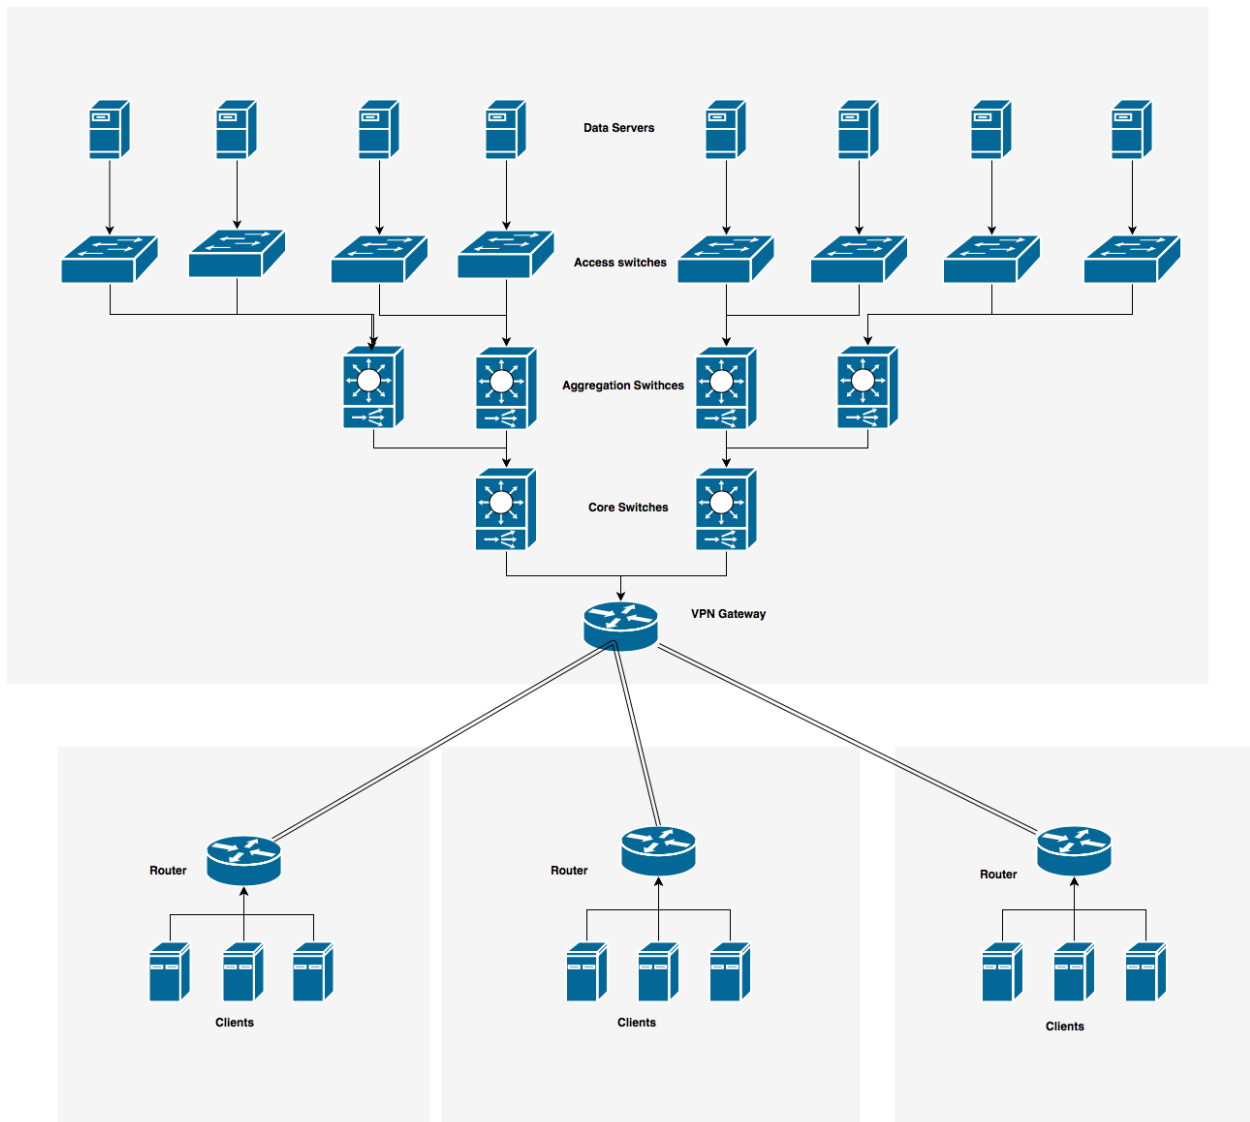 Data Servers
Access switches
Aggregation Swithces
Core Switches
VPN Gateway
Router
Router
Router
Clients
Clients
Clients